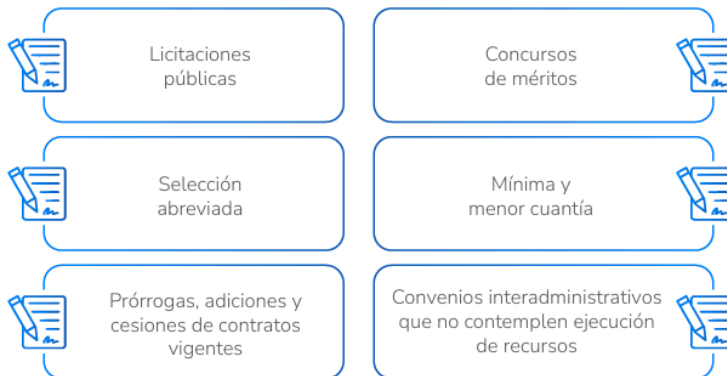 Licitaciones
públicas
Concursos
de méritos
Selección
abreviada
Mínima y
menor cuantía
Prórrogas, adiciones y
cesiones de contratos
vigentes
Convenios interadministrativos
que no contemplen ejecución
de recursos